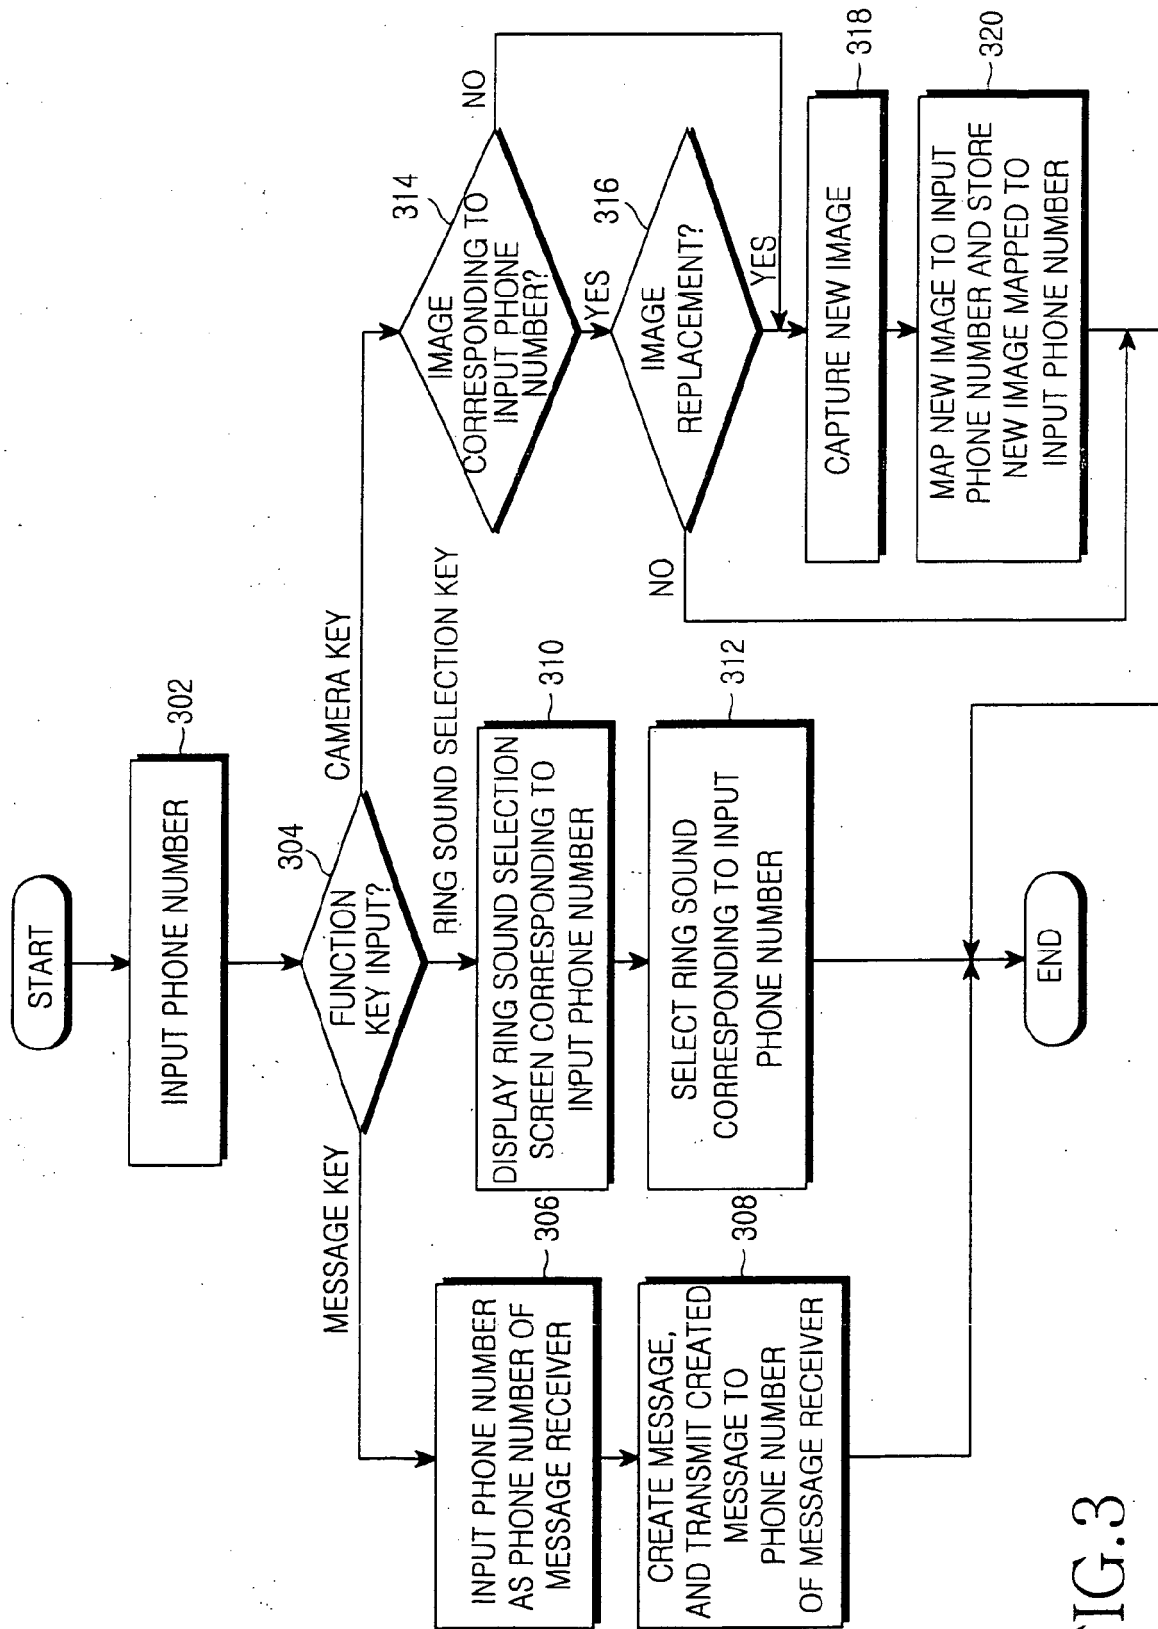 START
INPUT PHONE NUMBER
302
304
FUNCTION
KEY INPUT?
MESSAGE KEY
CAMERA KEY
RING SOUND SELECTION KEY
306
INPUT PHONE NUMBER
AS PHONE NUMBER OF
MESSAGE RECEIVER
308
CREATE MESSAGE,
AND TRANSMIT CREATED
MESSAGE TO
PHONE NUMBER
OF MESSAGE RECEIVER
310
DISPLAY RING SOUND SELECTION
SCREEN CORRESPONDING TO
INPUT PHONE NUMBER
312
SELECT RING SOUND
CORRESPONDING TO INPUT
PHONE NUMBER
314
IMAGE
CORRESPONDING TO
INPUT PHONE
NUMBER?
NO
YES
316
IMAGE
REPLACEMENT?
NO
YES
318
CAPTURE NEW IMAGE
320
MAP NEW IMAGE TO INPUT
PHONE NUMBER AND STORE
NEW IMAGE MAPPED TO
INPUT PHONE NUMBER
END
FIG.3